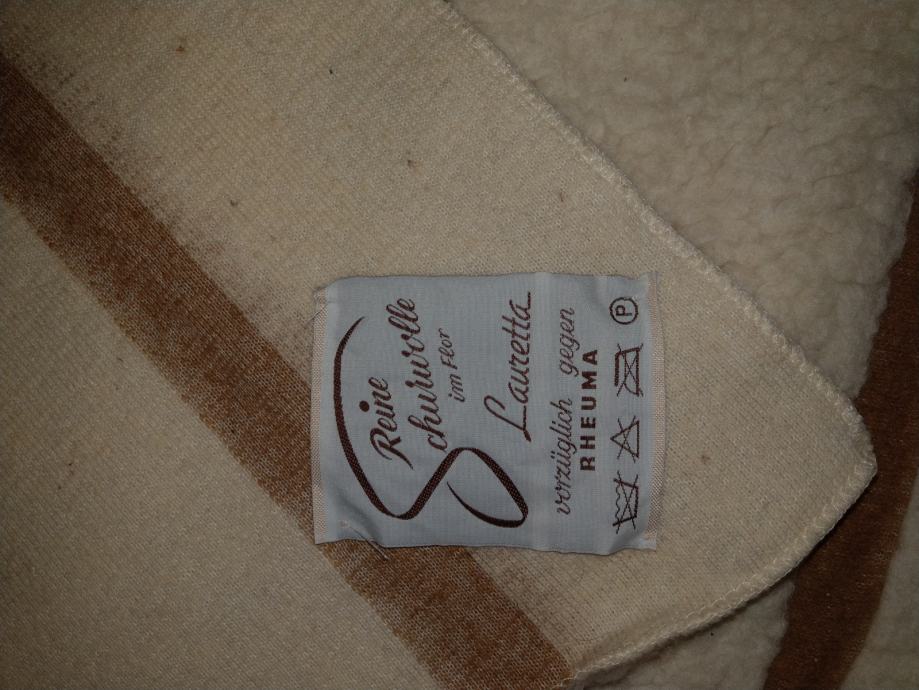 Reine
Schurwolle
im Flor
Lauretta
vorzüglich gegen
RHEUMA
P